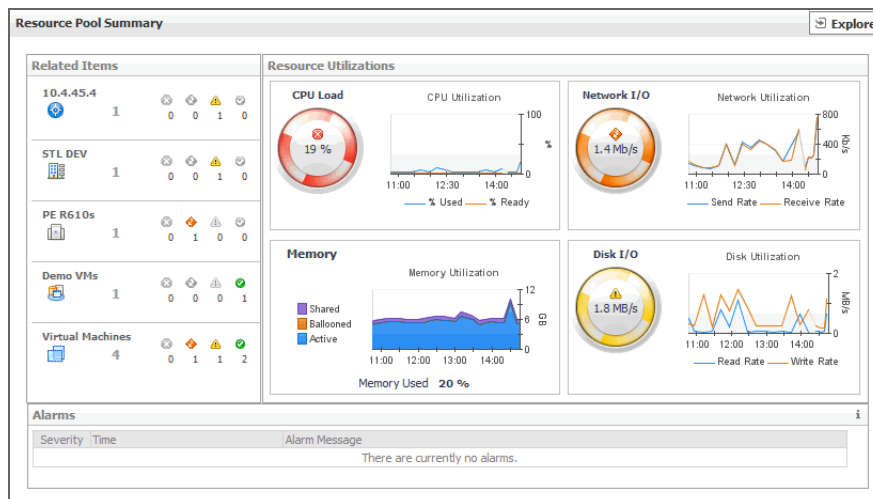 Resource Pool Summary
Explore
Related Items
10.4.45.4
1
0 0 1 0
STL DEV
1
0 0 1 0
PE R610s
1
0 1 0 0
Demo VMs
1
0 0 0 1
Virtual Machines
4
0 1 1 2
Resource Utilizations
CPU Load
19 %
CPU Utilization
100
%
0
11:00 12:30 14:00
% Used % Ready
Network I/O
1.4 Mb/s
Network Utilization
800
400
0
Kb/s
11:00 12:30 14:00
Send Rate Receive Rate
Memory
Memory Utilization
Shared
Ballooned
Active
12
6
0
GB
11:00 12:00 13:00 14:00
Memory Used 20 %
Disk I/O
1.8 MB/s
Disk Utilization
2
0
MB/s
11:00 12:00 13:00 14:00
Read Rate Write Rate
Alarms
i
Severity Time Alarm Message
There are currently no alarms.